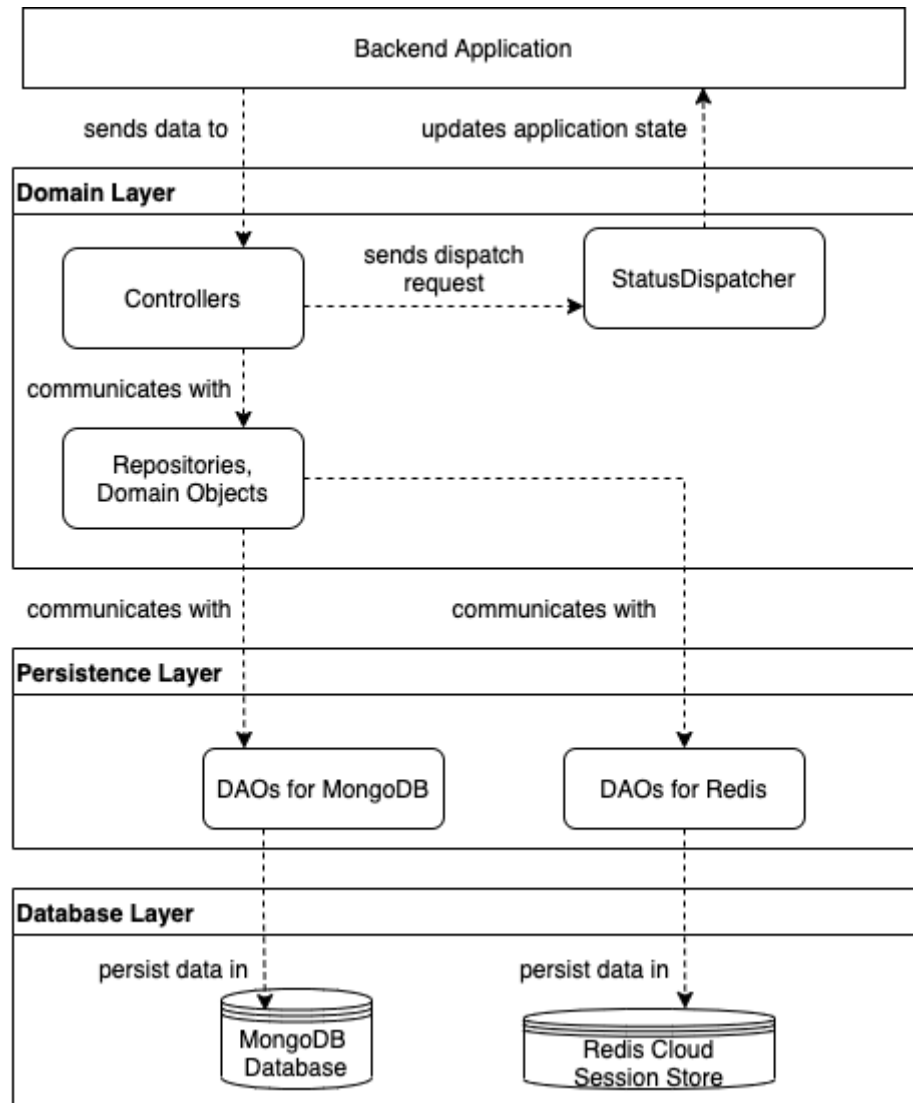 Backend Application
sends data to
updates application state
Domain Layer
sends dispatch
request
StatusDispatcher
Controllers
communicates with
Repositories,
Domain Objects
communicates with
communicates with
Persistence Layer
DAOs for MongoDB
DAOs for Redis
Database Layer
persist data in
persist data in
MongoDB
Database
Redis Cloud
Session Store